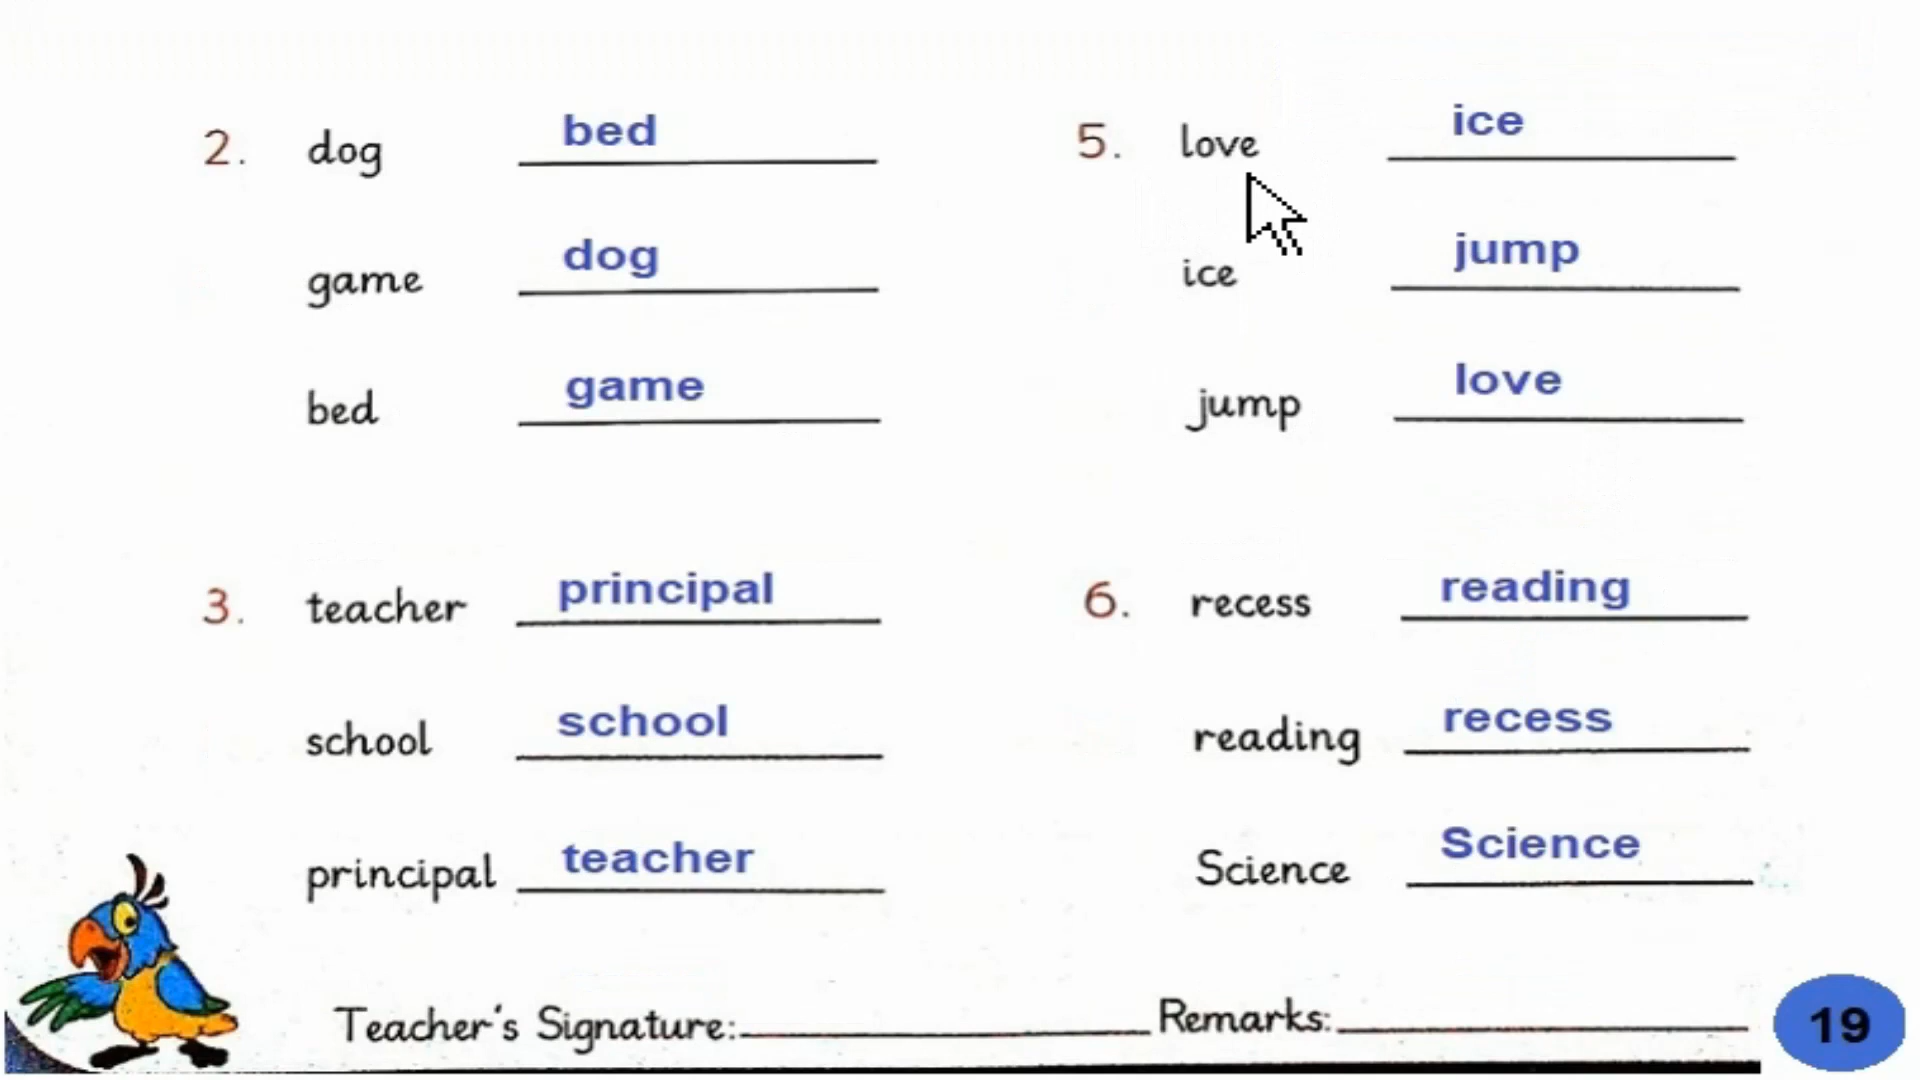 2. dog bed
game dog
bed game
3. teacher principal
school school
principal teacher
5. love ice
ice jump
jump love
6. recess reading
reading recess
Science Science
Teacher's Signature: Remarks:
19